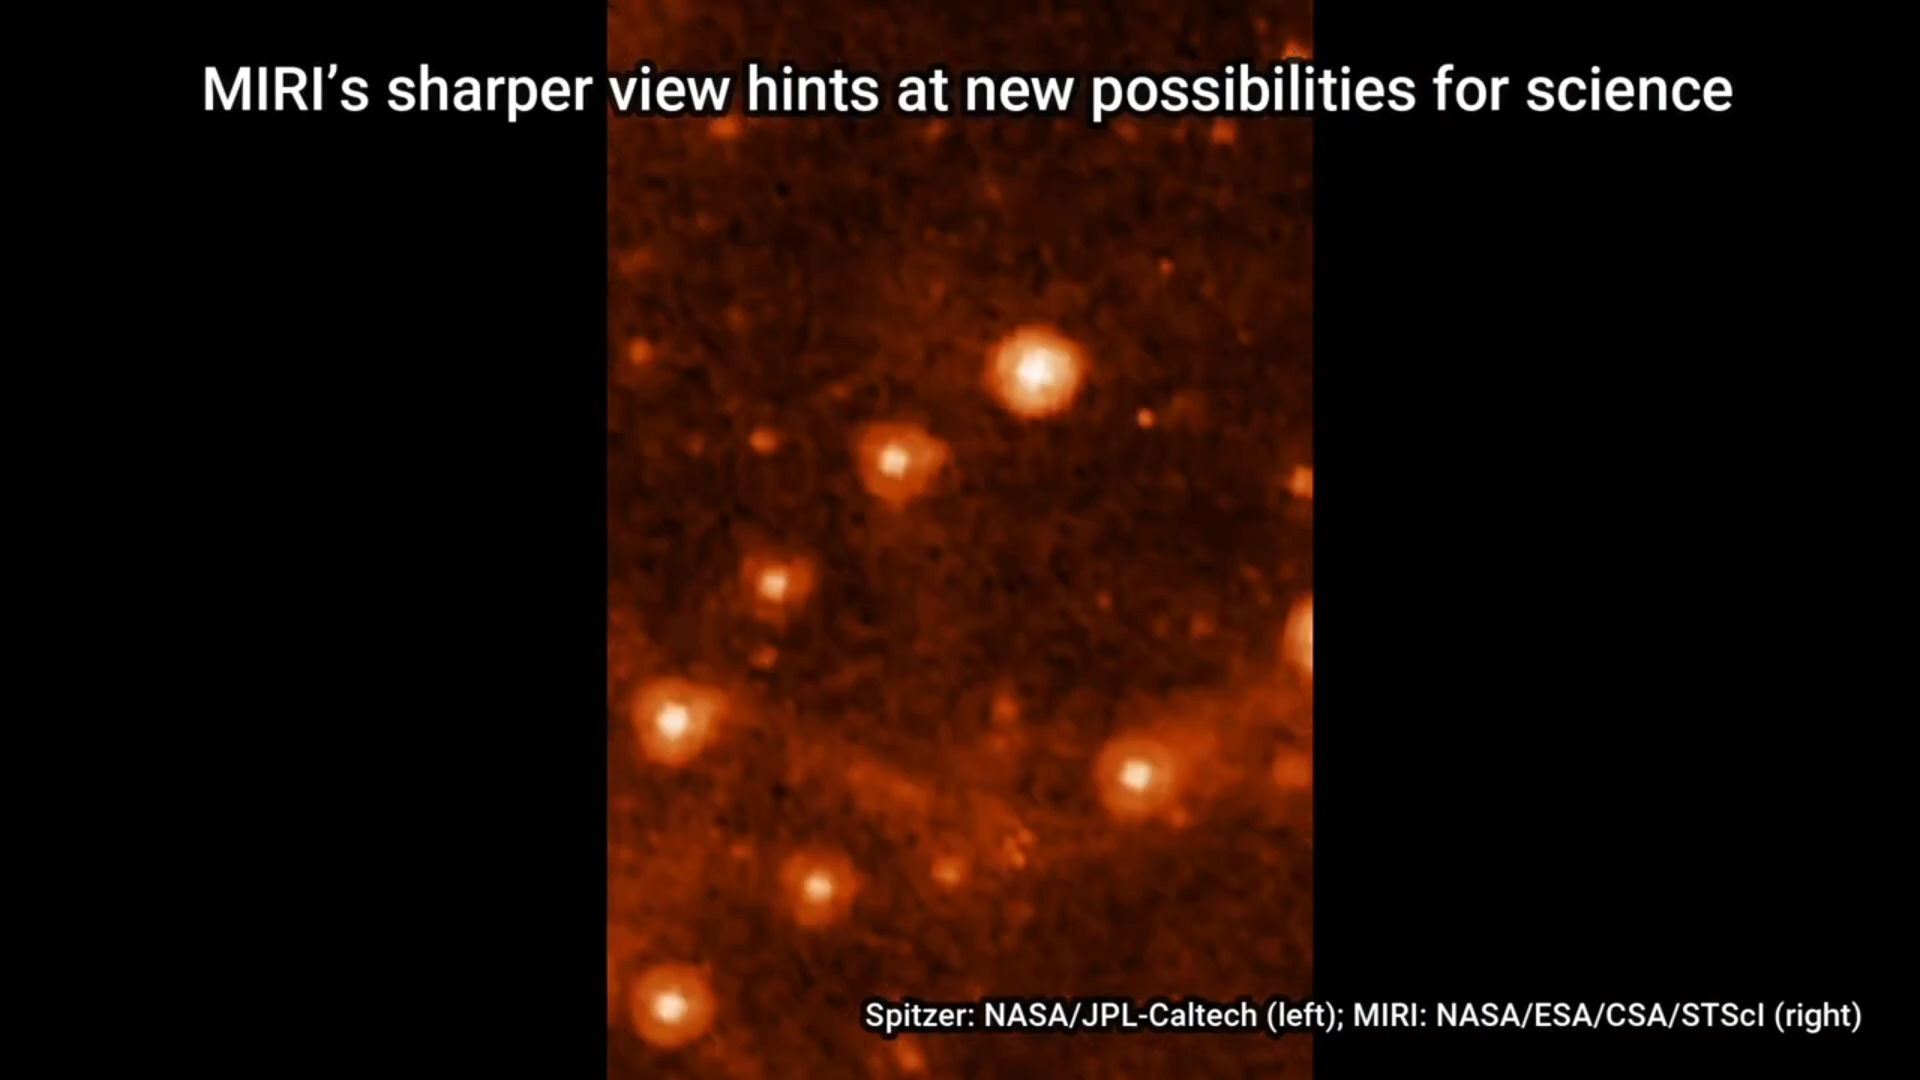 MIRI’s sharper view hints at new possibilities for science
Spitzer: NASA/JPL-Caltech (left); MIRI: NASA/ESA/CSA/STScI (right)